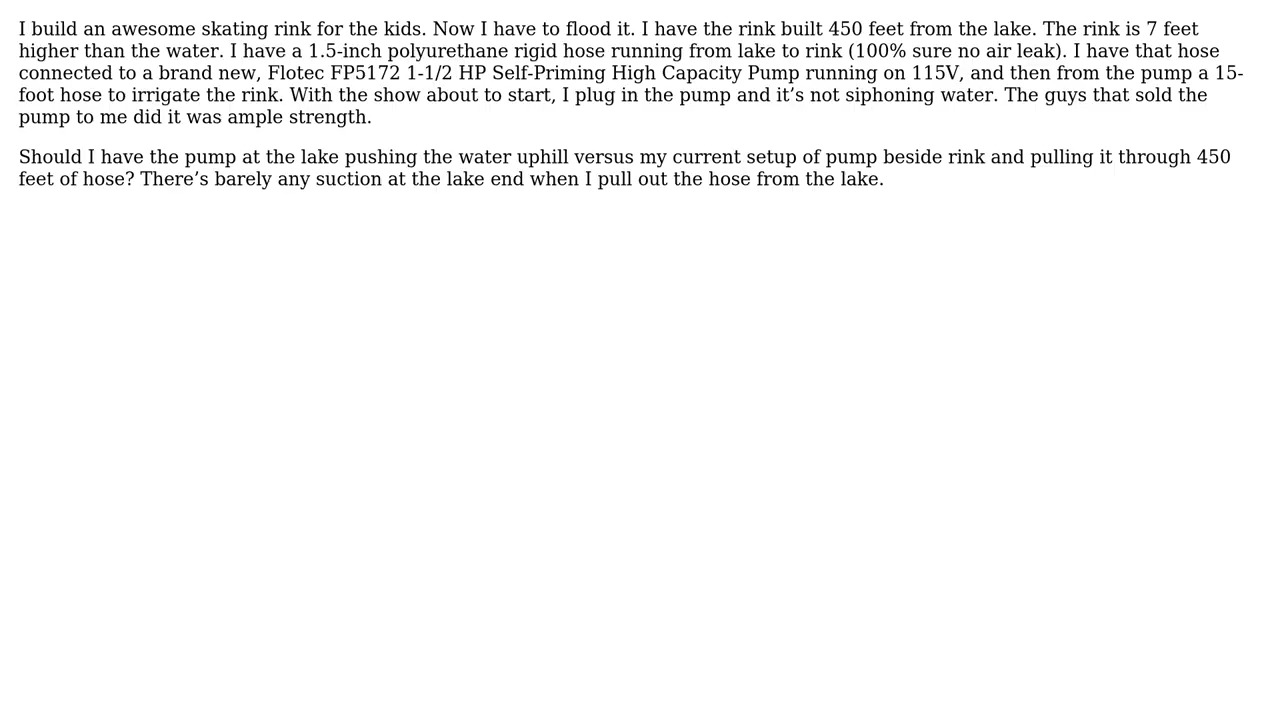 I build an awesome skating rink for the kids. Now I have to flood it. I have the rink built 450 feet from the lake. The rink is 7 feet
higher than the water. I have a 1.5-inch polyurethane rigid hose running from lake to rink (100% sure no air leak). I have that hose
connected to a brand new, Flotec FP5172 1-1/2 HP Self-Priming High Capacity Pump running on 115V, and then from the pump a 15-
foot hose to irrigate the rink. With the show about to start, I plug in the pump and it’s not siphoning water. The guys that sold the
pump to me did it was ample strength.
Should I have the pump at the lake pushing the water uphill versus my current setup of pump beside rink and pulling it through 450
feet of hose? There’s barely any suction at the lake end when I pull out the hose from the lake.